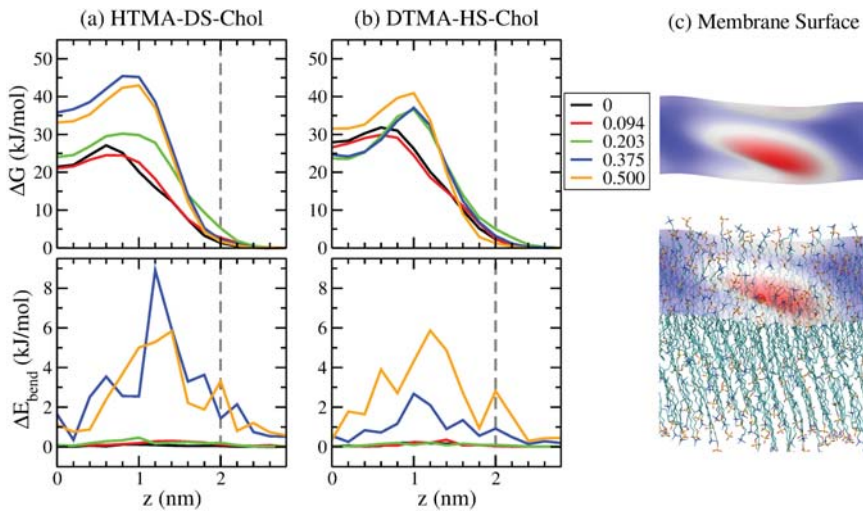 (a) HTMA-DS-Chol
(b) DTMA-HS-Chol
(c) Membrane Surface
50
40
30
20
10
0
ΔG (kJ/mol)
0
0.094
0.203
0.375
0.500
8
6
4
2
0
ΔE_bend (kJ/mol)
0 1 2
z (nm)
0 1 2
z (nm)